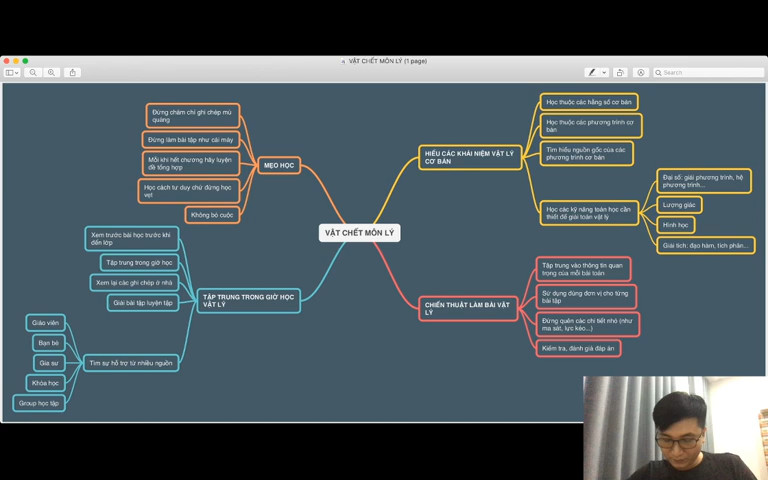 VẬT CHẾT MÔN LÝ (1 page)
Search
Đừng chăm chỉ ghi chép mù
quáng
Đừng làm bài tập như cái máy
Mỗi khi hết chương hãy luyện
đề tổng hợp
Học cách tư duy chứ đừng học
vẹt
Không bỏ cuộc
MẸO HỌC
Xem trước bài học trước khi
đến lớp
Tập trung trong giờ học
Xem lại các ghi chép ở nhà
Giải bài tập luyện tập
TẬP TRUNG TRONG GIỜ HỌC
VẬT LÝ
Giáo viên
Bạn bè
Gia sư
Khóa học
Group học tập
Tìm sự hỗ trợ từ nhiều nguồn
VẬT CHẾT MÔN LÝ
HIỂU CÁC KHÁI NIỆM VẬT LÝ
CƠ BẢN
Học thuộc các hằng số cơ bản
Học thuộc các phương trình cơ
bản
Tìm hiểu nguồn gốc của các
phương trình cơ bản
Học các kỹ năng toán học cần
thiết để giải toán vật lý
Đại số: giải phương trình, hệ
phương trình...
Lượng giác
Hình học
Giải tích: đạo hàm, tích phân...
CHIẾN THUẬT LÀM BÀI VẬT
LÝ
Tập trung vào thông tin quan
trọng của mỗi bài toán
Sử dụng đúng đơn vị cho từng
bài tập
Đừng quên các chi tiết nhỏ (như
ma sát, lực kéo...)
Kiểm tra, đánh giá đáp án